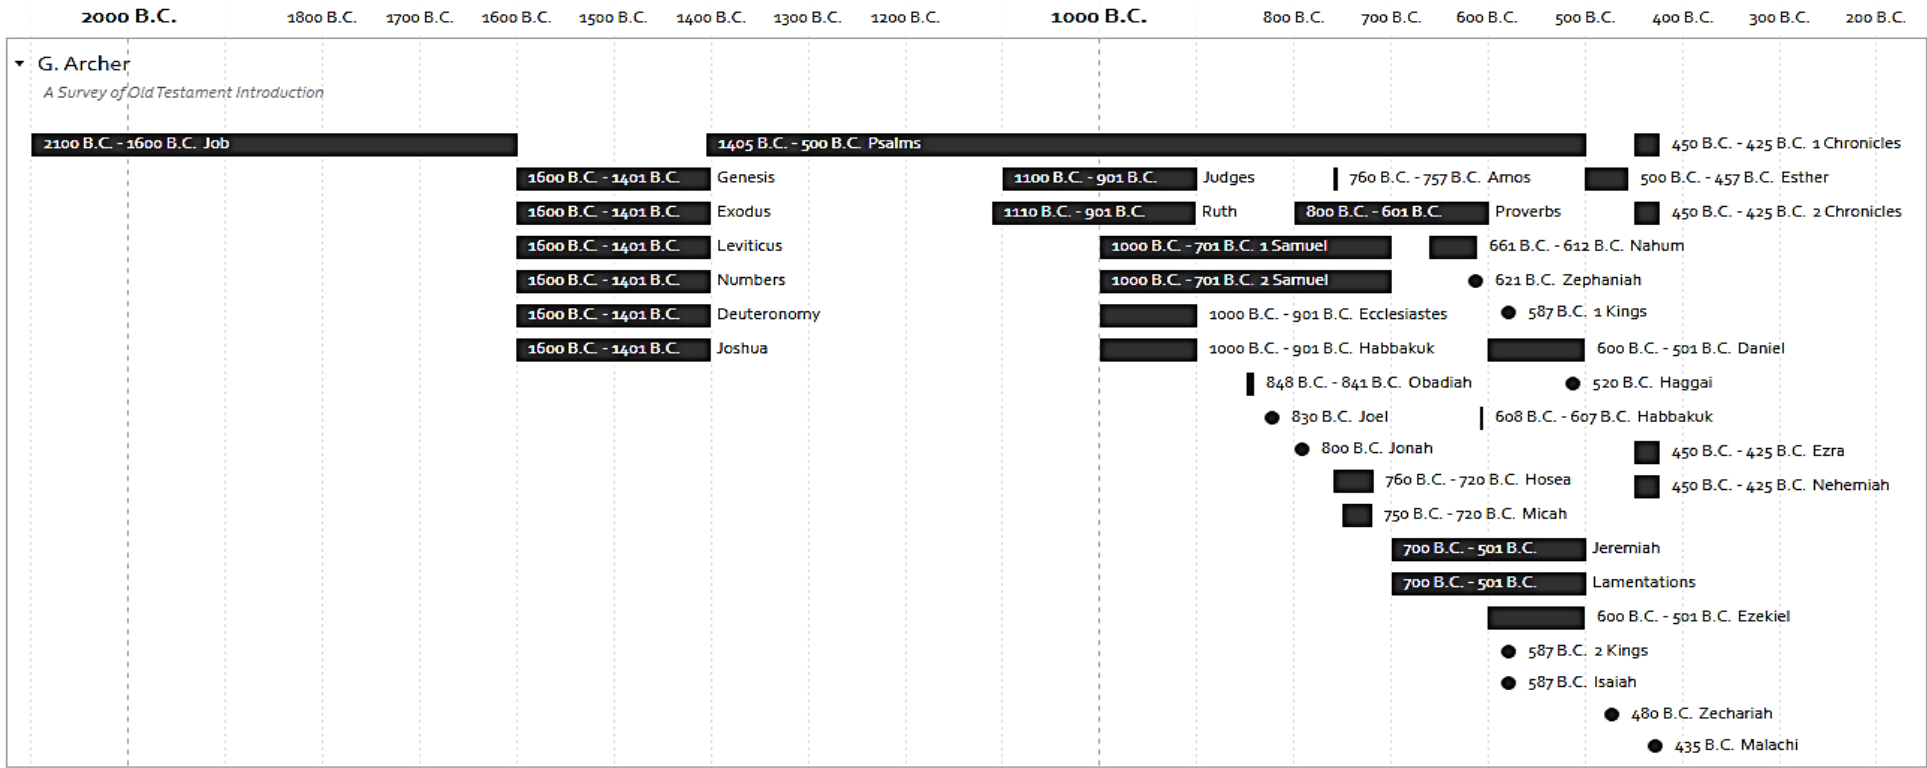 2000 B.C. 1800 B.C. 1700 B.C. 1600 B.C. 1500 B.C. 1400 B.C. 1300 B.C. 1200 B.C. 1000 B.C. 800 B.C. 700 B.C. 600 B.C. 500 B.C. 400 B.C. 300 B.C. 200 B.C.
G. Archer
A Survey of Old Testament Introduction
2100 B.C. - 1600 B.C. Job 1405 B.C. - 500 B.C. Psalms 450 B.C. - 425 B.C. 1 Chronicles
1600 B.C. - 1401 B.C. Genesis 1100 B.C. - 901 B.C. Judges 760 B.C. - 757 B.C. Amos 500 B.C. - 457 B.C. Esther
1600 B.C. - 1401 B.C. Exodus 1110 B.C. - 901 B.C. Ruth 800 B.C. - 601 B.C. Proverbs 450 B.C. - 425 B.C. 2 Chronicles
1600 B.C. - 1401 B.C. Leviticus 1000 B.C. - 701 B.C. 1 Samuel 661 B.C. - 612 B.C. Nahum
1600 B.C. - 1401 B.C. Numbers 1000 B.C. - 701 B.C. 2 Samuel 621 B.C. Zephaniah
1600 B.C. - 1401 B.C. Deuteronomy 1000 B.C. - 901 B.C. Ecclesiastes 587 B.C. 1 Kings
1600 B.C. - 1401 B.C. Joshua 1000 B.C. - 901 B.C. Habbakuk 600 B.C. - 501 B.C. Daniel
848 B.C. - 841 B.C. Obadiah 520 B.C. Haggai
830 B.C. Joel 608 B.C. - 607 B.C. Habbakuk
800 B.C. Jonah 450 B.C. - 425 B.C. Ezra
760 B.C. - 720 B.C. Hosea 450 B.C. - 425 B.C. Nehemiah
750 B.C. - 720 B.C. Micah
700 B.C. - 501 B.C. Jeremiah
700 B.C. - 501 B.C. Lamentations
600 B.C. - 501 B.C. Ezekiel
587 B.C. 2 Kings
587 B.C. Isaiah
480 B.C. Zechariah
435 B.C. Malachi